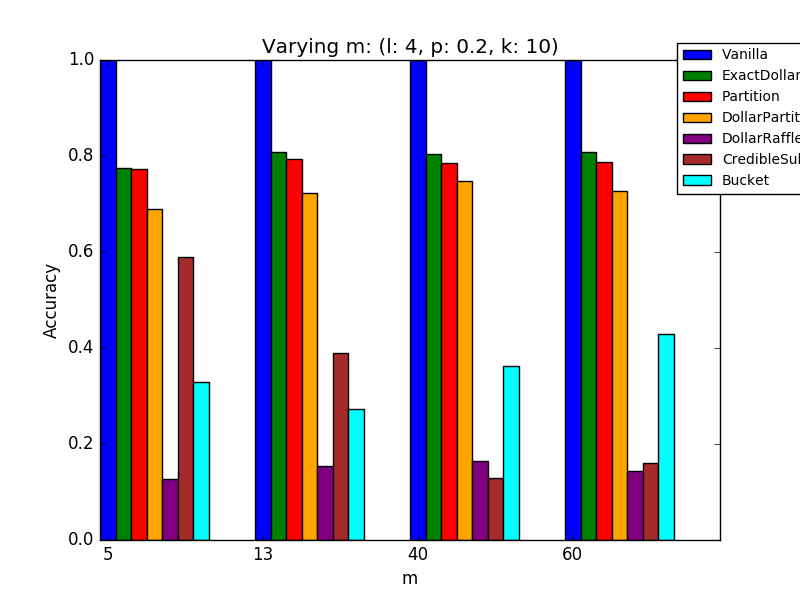 Varying m: (l: 4, p: 0.2, k: 10)
Vanilla
ExactDollar
Partition
DollarPartit
DollarRaffle
CredibleSu
Bucket
1.0
0.8
0.6
0.4
0.2
0.0
Accuracy
5 13 40 60
m